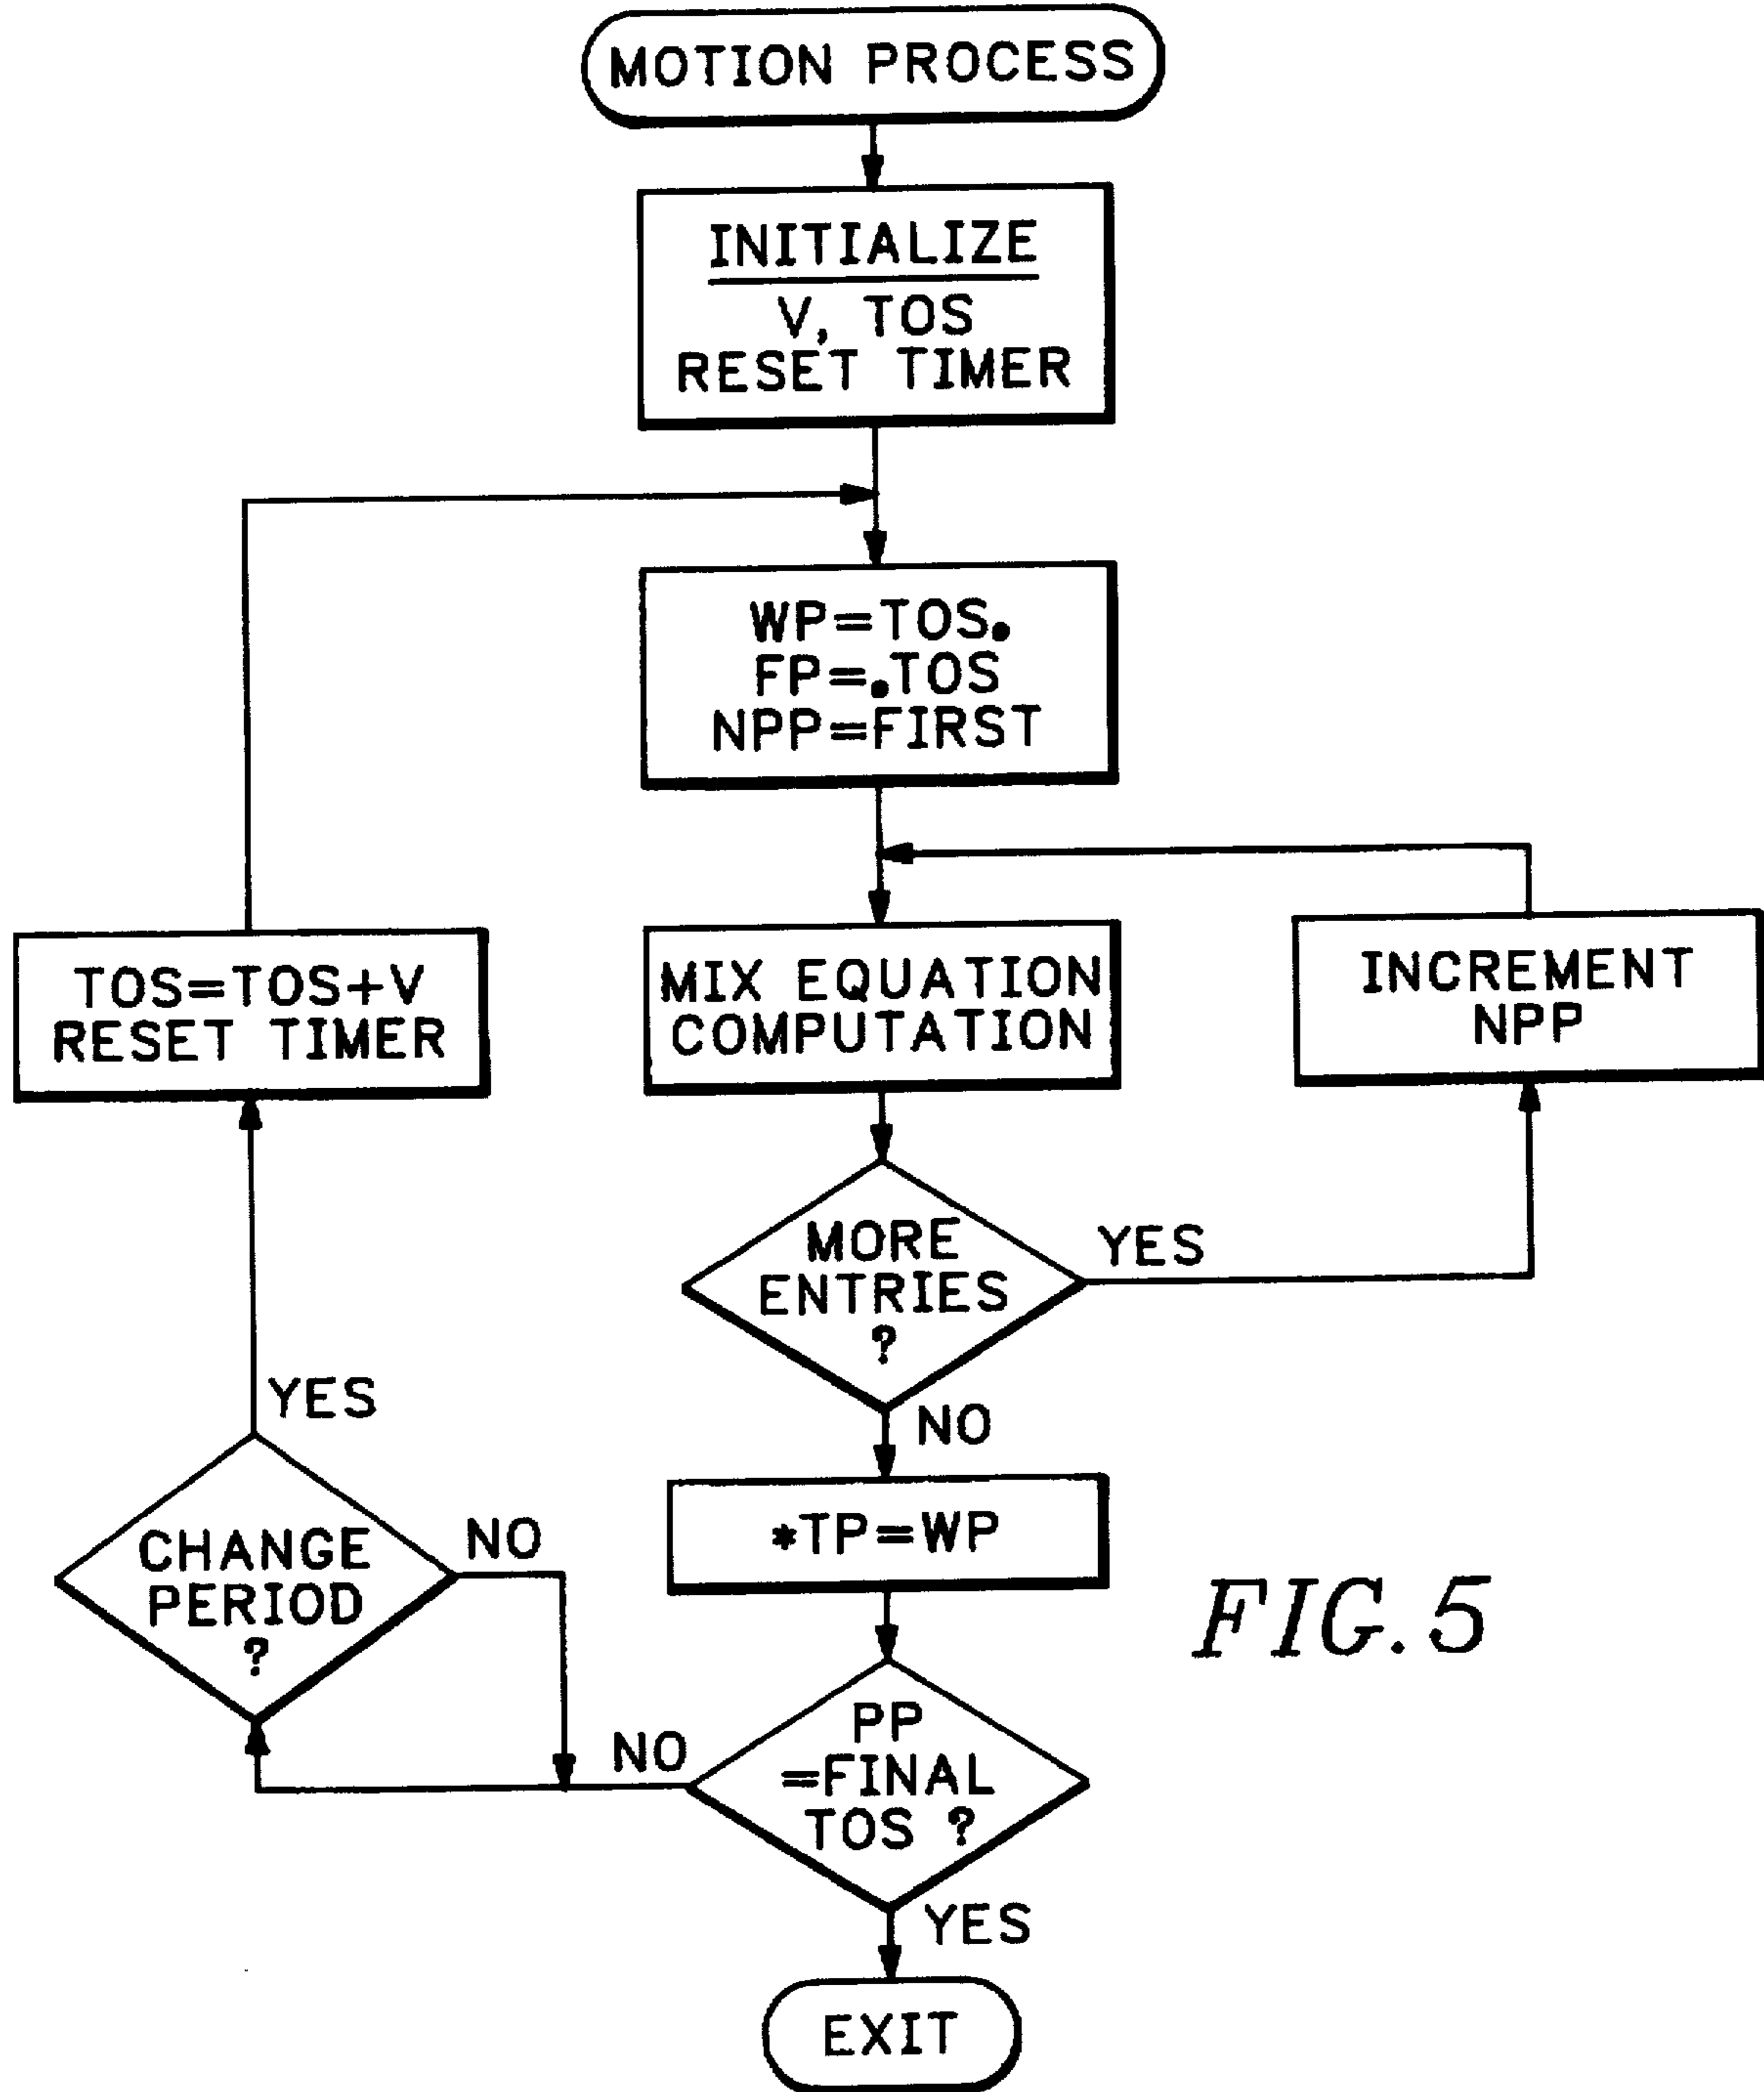 MOTION PROCESS
INITIALIZE
V, TOS
RESET TIMER
WP=TOS.
FP=.TOS
NPP=FIRST
TOS=TOS+V
RESET TIMER
MIX EQUATION
COMPUTATION
INCREMENT
NPP
MORE
ENTRIES
?
YES
NO
YES
CHANGE
PERIOD
?
NO
*TP=WP
FIG. 5
PP
=FINAL
TOS ?
NO
YES
EXIT